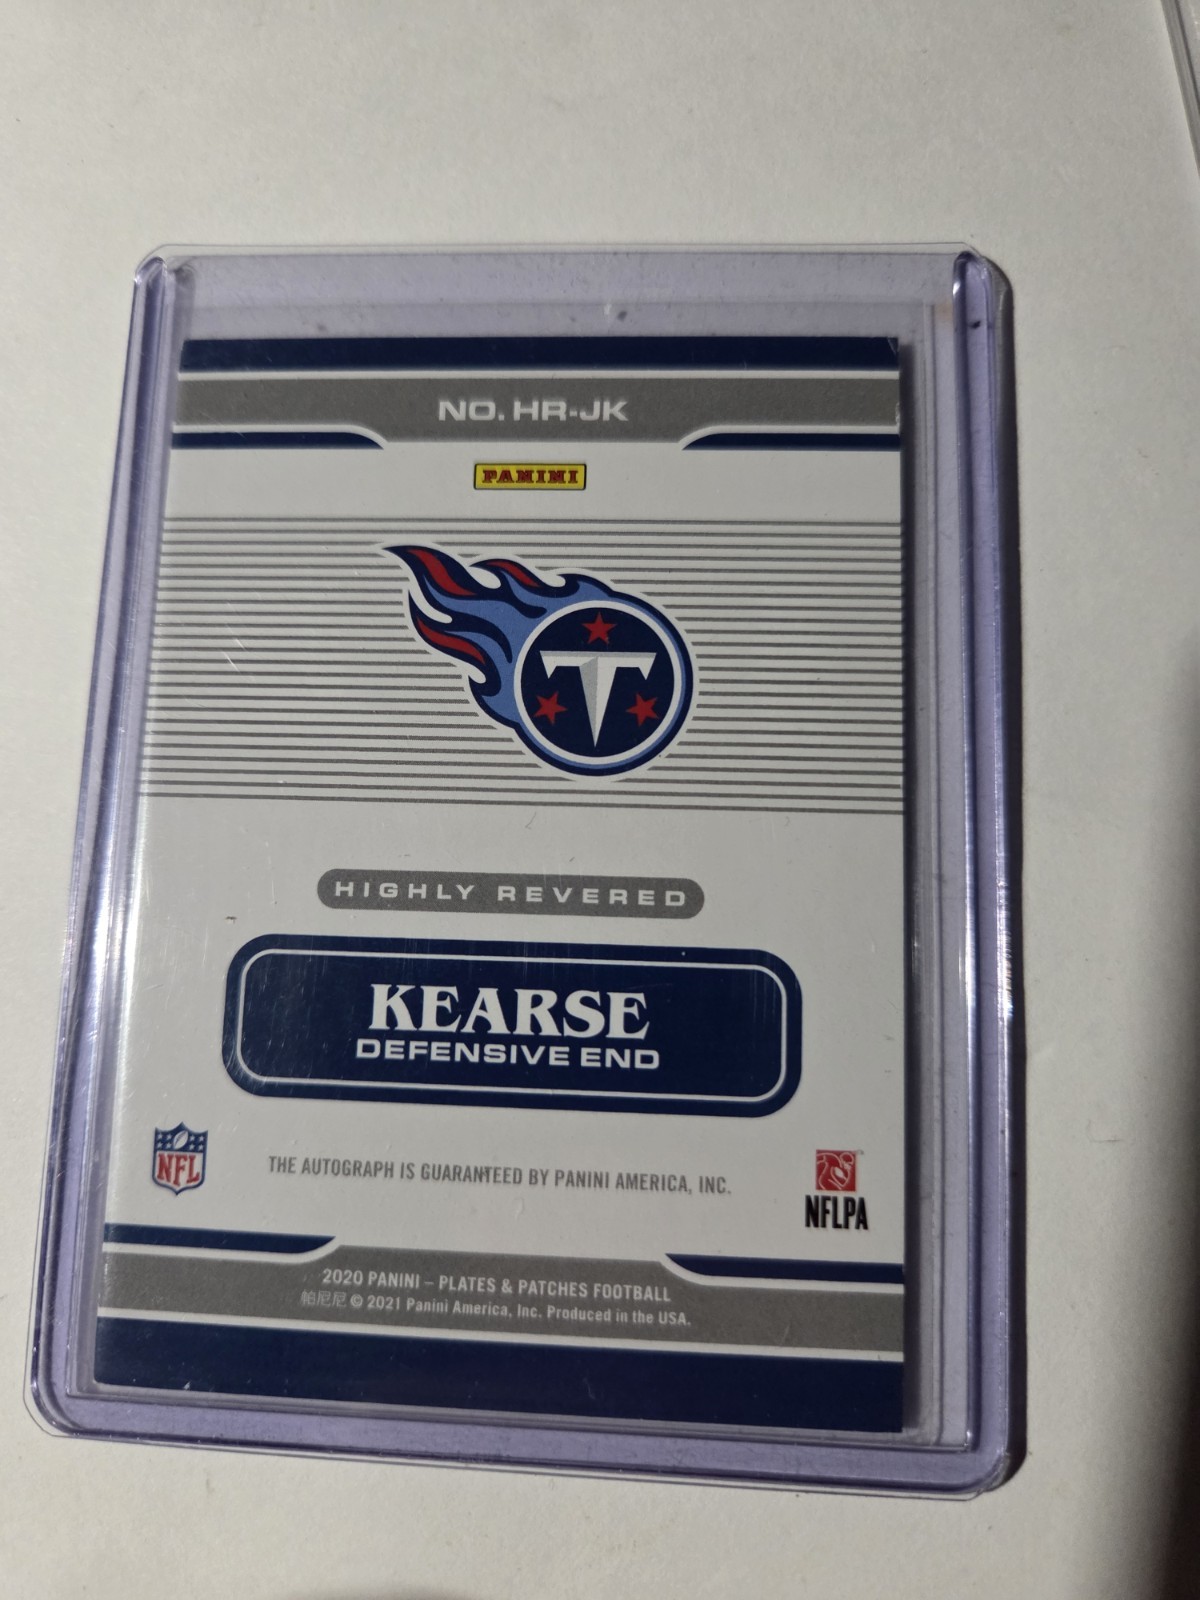 NO. HR-JK
PANINI
T
HIGHLY REVERED
KEARSE
DEFENSIVE END
NFL
THE AUTOGRAPH IS GUARANTEED BY PANINI AMERICA, INC.
NFLPA
2020 PANINI – PLATES & PATCHES FOOTBALL
帕尼尼 © 2021 Panini America, Inc. Produced in the USA.